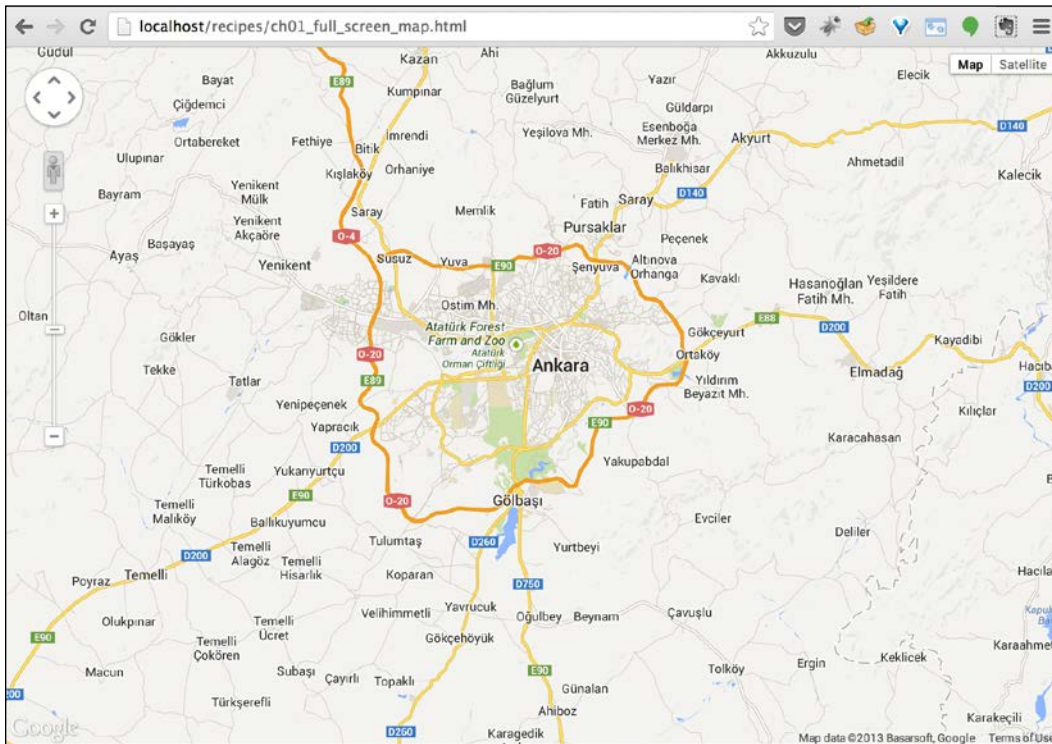 localhost/recipes/ch01_full_screen_map.html
Güdül
Kazan
Ahi
Akkuzulu
Map
Satellite
Bayat
E89
Kumpınar
Bağlum
Güzelyurt
Yazır
Elecik
Çiğdemci
Güldarpı
Ortabereket
Fethiye
İmrendi
Yeşilova Mh.
Esenboğa
Merkez Mh.
Akyurt
D140
Ulupınar
Bitik
Orhaniye
Balıkhisar
Ahmetadil
Kalecik
Bayram
Yenikent
Mülk
Kışlaköy
D140
Saray
Memlik
Fatih
Saray
Yenikent
Akçaöre
Pursaklar
Peçenek
O-4
O-20
Başayaş
Ayaş
Susuz
Yuva
E90
Şenyuva
Altınova
Orhanga
Yenikent
Kavaklı
Hasanoğlan
Fatih Mh.
Yeşildere
Fatih
Oltan
Ostim Mh.
Gökler
Atatürk Forest
Farm and Zoo
Atatürk
Orman Çiftliği
Gökçeyurt
E88
D200
Kayadibi
O-20
Ankara
Ortaköy
Tekke
Tatlar
E89
Elmadağ
Hacıba
Yıldırım
Beyazıt Mh.
Yenipeçenek
O-20
Kılıçlar
Yapracık
E90
D200
Karacahasan
Temelli
Türkobas
Yukarıyurtçu
Yakupabdal
E90
O-20
Gölbaşı
Temelli
Malıköy
Ballıkuyumcu
Evciler
Deliler
D200
Temelli
Alagöz
Tulumtaş
D260
Yurtbeyi
Temelli
Hisarlık
Poyraz
Temelli
Koparan
D750
Hacıla
Olukpınar
Velihimmetli
Yavrucuk
Oğulbey
Beynam
Çavuşlu
E90
Temelli
Ücret
Gökçehöyük
Temelli
Çokören
Karaahmet
Macun
Subaşı
Çayırlı
Topaklı
E90
Tolköy
Ergin
Keklicek
200
Türkşerefli
Günalan
Ahiboz
Karakeçili
Google
D260
Karagedik
Map data ©2013 Basarsoft, Google
Terms of Use